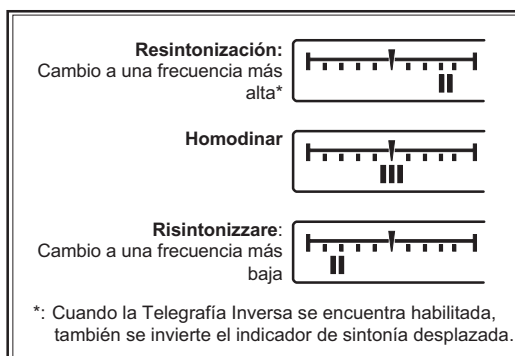 Resintonización:
Cambio a una frecuencia más
alta*
Homodinar
Risintonizzare:
Cambio a una frecuencia más
baja
*: Cuando la Telegrafía Inversa se encuentra habilitada,
también se invierte el indicador de sintonía desplazada.